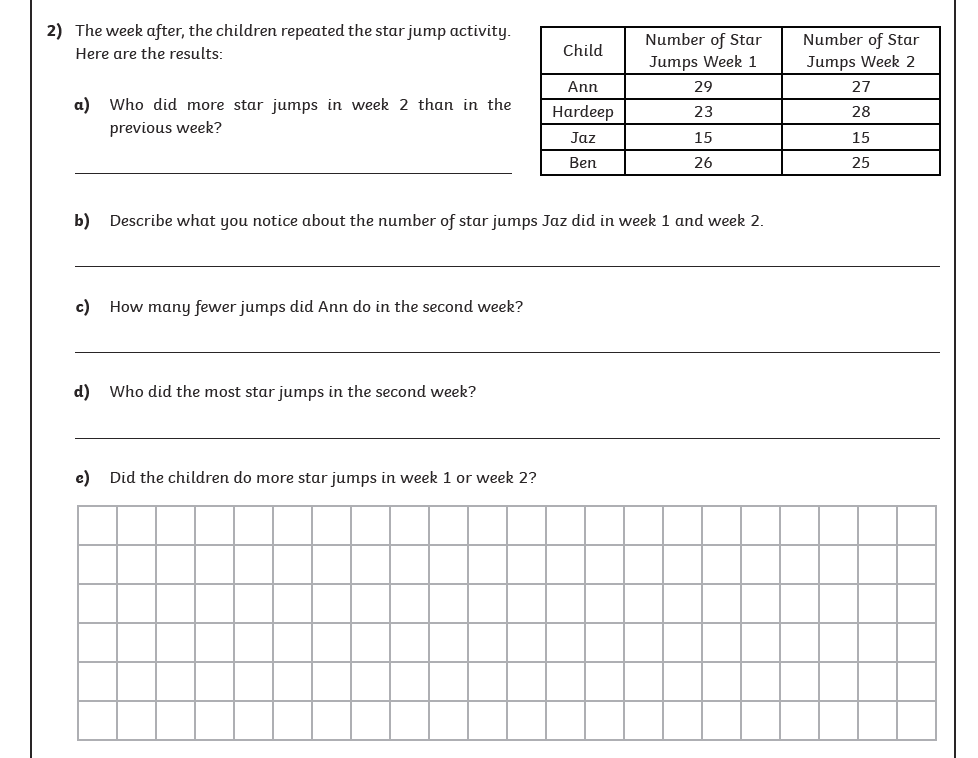 2) The week after, the children repeated the star jump activity.
Here are the results:
a) Who did more star jumps in week 2 than in the
previous week?
Child Number of Star Jumps Week 1 Number of Star Jumps Week 2
Ann 29 27
Hardeep 23 28
Jaz 15 15
Ben 26 25
b) Describe what you notice about the number of star jumps Jaz did in week 1 and week 2.
c) How many fewer jumps did Ann do in the second week?
d) Who did the most star jumps in the second week?
e) Did the children do more star jumps in week 1 or week 2?